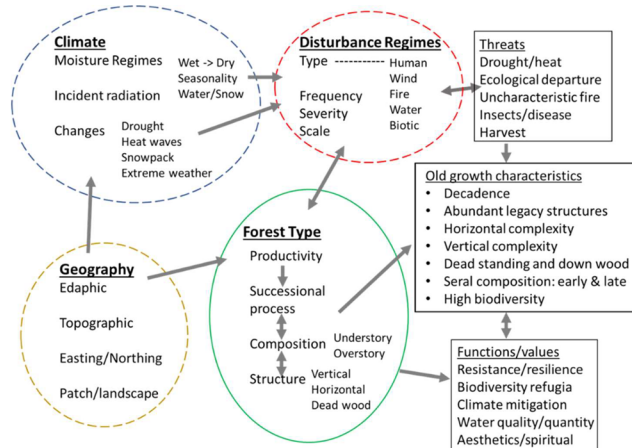 Climate
Moisture Regimes
Wet -> Dry
Seasonality
Water/Snow
Incident radiation
Changes
Drought
Heat waves
Snowpack
Extreme weather
Disturbance Regimes
Type ----------- Human
Wind
Fire
Water
Biotic
Frequency
Severity
Scale
Threats
Drought/heat
Ecological departure
Uncharacteristic fire
Insects/disease
Harvest
Old growth characteristics
• Decadence
• Abundant legacy structures
• Horizontal complexity
• Vertical complexity
• Dead standing and down wood
• Seral composition: early & late
• High biodiversity
Geography
Edaphic
Topographic
Easting/Northing
Patch/landscape
Forest Type
Productivity
Successional
process
Composition
Understory
Overstory
Structure
Vertical
Horizontal
Dead wood
Functions/values
Resistance/resilience
Biodiversity refugia
Climate mitigation
Water quality/quantity
Aesthetics/spiritual